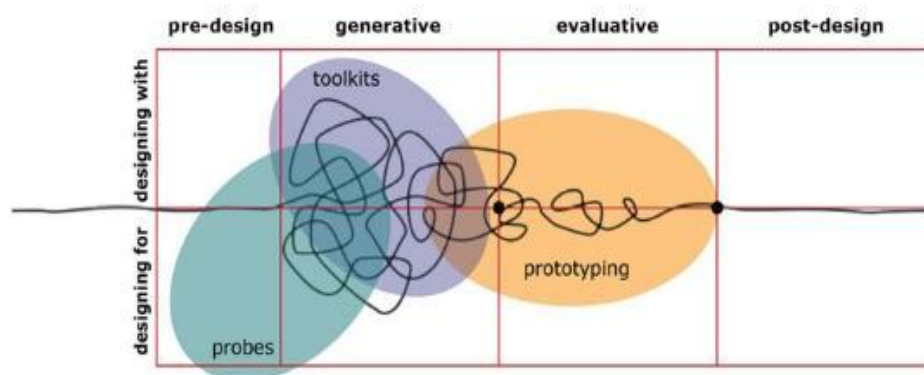 pre-design generative evaluative post-design
toolkits
designing with
designing for
prototyping
probes